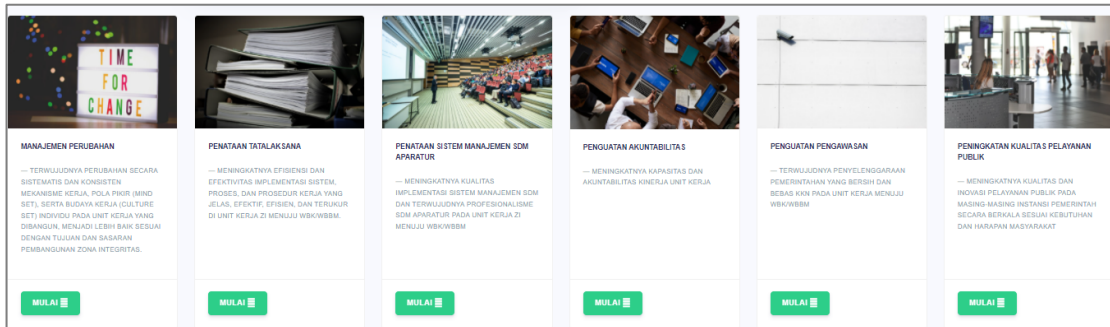 TIME
FOR
CHANGE
MANAJEMEN PERUBAHAN
— TERWUJUDNYA PERUBAHAN SECARA
SISTEMATIS DAN KONSISTEN
MEKANISME KERJA, POLA PIKIR (MIND
SET), SERTA BUDAYA KERJA (CULTURE
SET) INDIVIDU PADA UNIT KERJA YANG
DIBANGUN, MENJADI LEBIH BAIK SESUAI
DENGAN TUJUAN DAN SASARAN
PEMBANGUNAN ZONA INTEGRITAS.
MULAI
PENATAAN TATALAKSANA
— MENINGKATNYA EFISIENSI DAN
EFEKTIVITAS IMPLEMENTASI SISTEM,
PROSES, DAN PROSEDUR KERJA YANG
JELAS, EFEKTIF, EFISIEN, DAN TERUKUR
DI UNIT KERJA ZI MENUJU WBK/WBBM.
MULAI
PENATAAN SISTEM MANAJEMEN SDM
APARATUR
— MENINGKATNYA KUALITAS
IMPLEMENTASI SISTEM MANAJEMEN SDM
DAN TERWUJUDNYA PROFESIONALISME
SDM APARATUR PADA UNIT KERJA ZI
MENUJU WBK/WBBM
MULAI
PENGUATAN AKUNTABILITAS
— MENINGKATNYA KAPASITAS DAN
AKUNTABILITAS KINERJA UNIT KERJA
MULAI
PENGUATAN PENGAWASAN
— TERWUJUDNYA PENYELENGGARAAN
PEMERINTAHAN YANG BERSIH DAN
BEBAS KKN PADA UNIT KERJA MENUJU
WBK/WBBM
MULAI
PENINGKATAN KUALITAS PELAYANAN
PUBLIK
— MENINGKATNYA KUALITAS DAN
INOVASI PELAYANAN PUBLIK PADA
MASING-MASING INSTANSI PEMERINTAH
SECARA BERKALA SESUAI KEBUTUHAN
DAN HARAPAN MASYARAKAT
MULAI